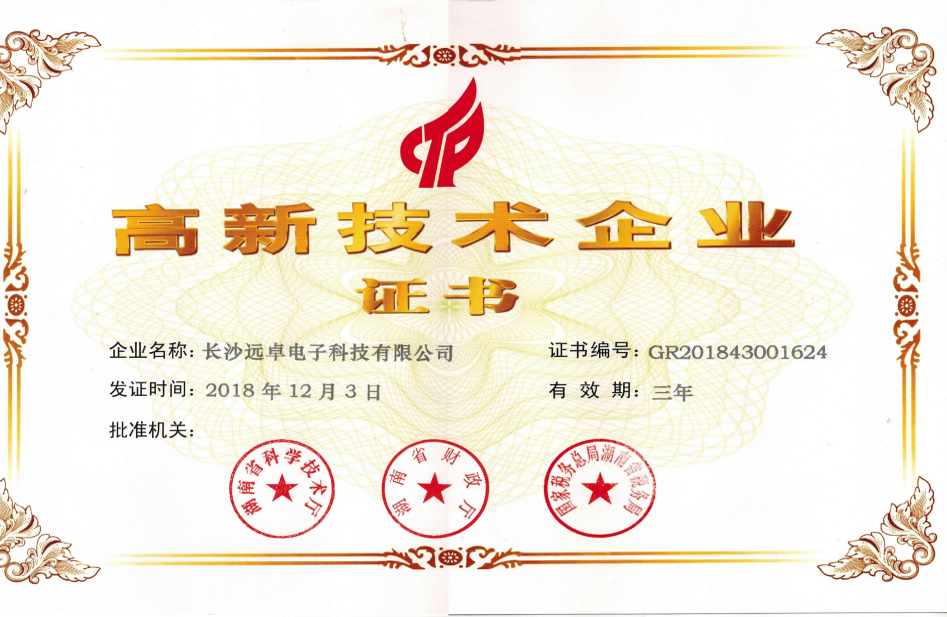 CTP
高新技术企业
证书
企业名称：长沙远卓电子科技有限公司
证书编号：GR201843001624
发证时间：2018 年 12 月 3 日
有 效 期：三年
批准机关：
湖南省科学技术厅
湖南省财政厅
国家税务总局湖南省税务局